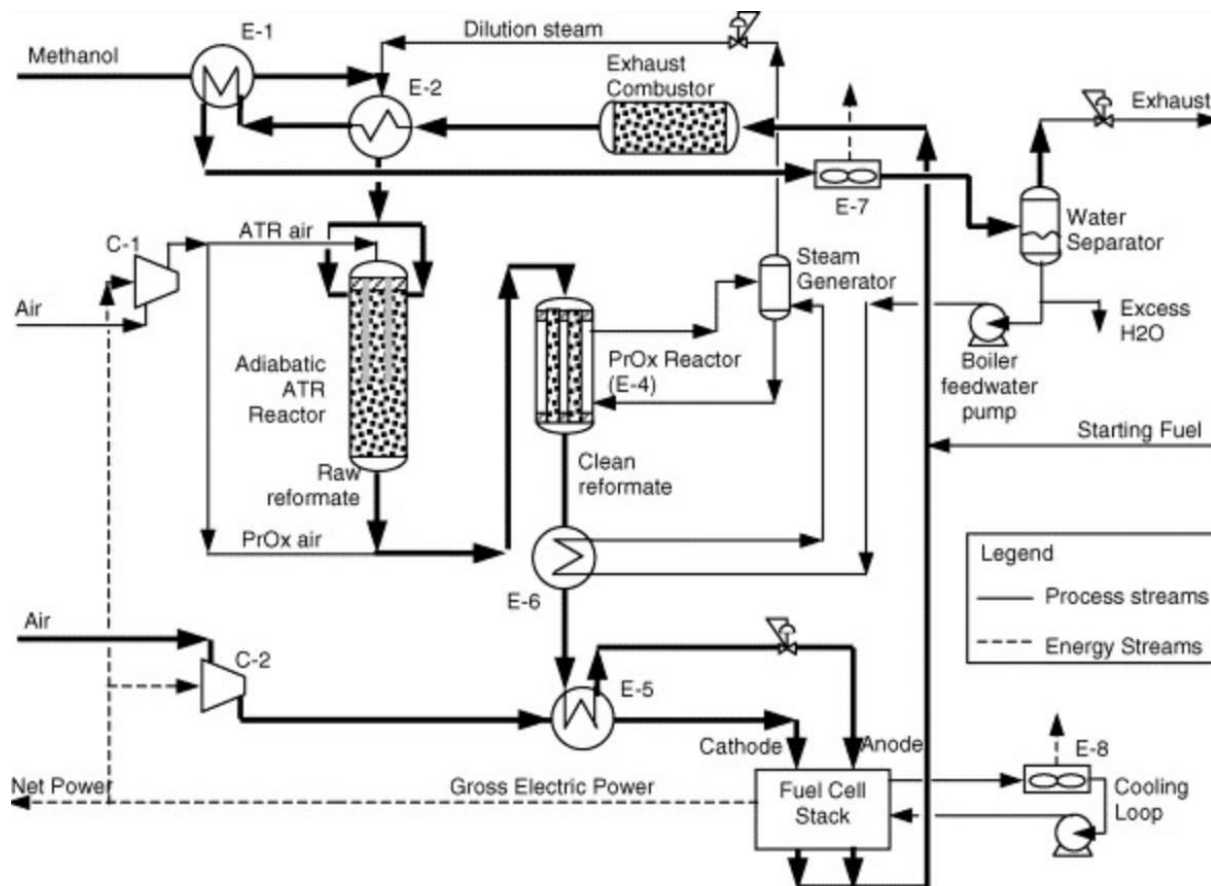 E-1
Dilution steam
Methanol
E-2
Exhaust
Combustor
Exhaust
E-7
Water
Separator
C-1
ATR air
Steam
Generator
Air
Excess
H2O
PrOx Reactor
(E-4)
Adiabatic
ATR
Reactor
Boiler
feedwater
pump
Starting Fuel
Raw
reformate
Clean
reformate
PrOx air
Legend
Process streams
Energy Streams
E-6
Air
C-2
E-5
Cathode
Anode
E-8
Net Power
Gross Electric Power
Fuel Cell
Stack
Cooling
Loop